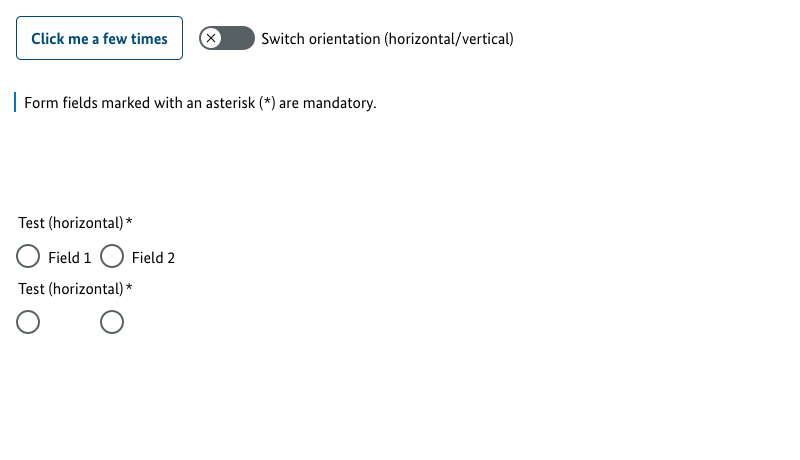 Click me a few times
Switch orientation (horizontal/vertical)
Form fields marked with an asterisk (*) are mandatory.
Test (horizontal)*
Field 1 Field 2
Test (horizontal)*